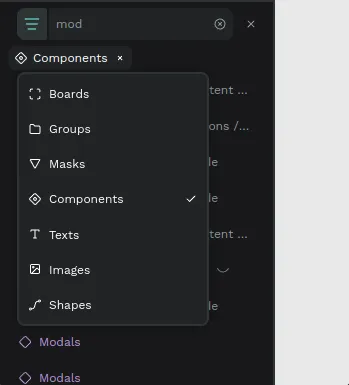 mod
Components
tent ...
Boards
ons /...
Groups
le
Masks
le
Components
tent ...
Texts
Images
le
Shapes
Modals
Modals